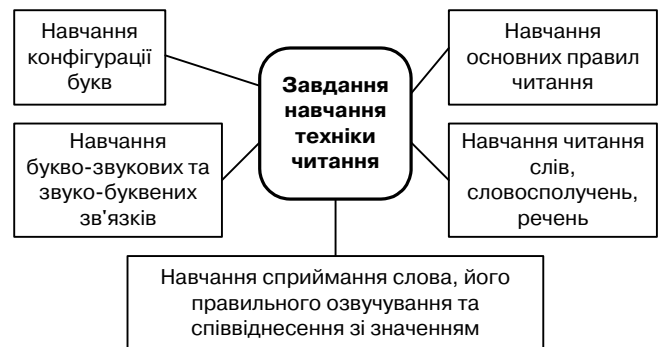 Навчання
конфігурації
букв
Завдання
навчання
техніки
читання
Навчання
основних правил
читання
Навчання
букво-звукових та
звуко-буквених
зв'язків
Навчання читання
слів,
словосполучень,
речень
Навчання сприймання слова, його
правильного озвучування та
співвіднесення зі значенням